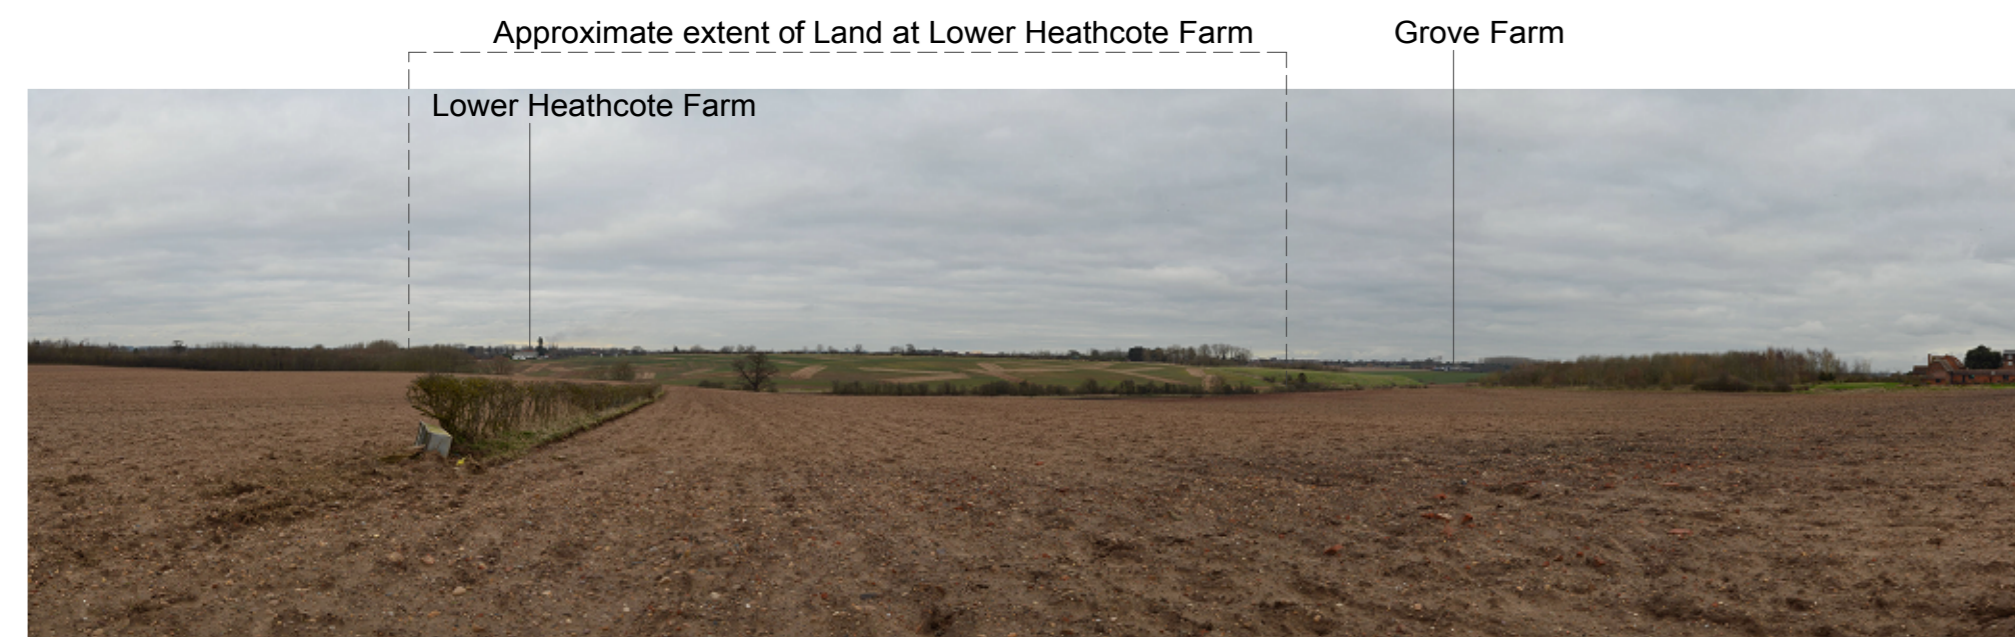 Approximate extent of Land at Lower Heathcote Farm
Grove Farm
Lower Heathcote Farm